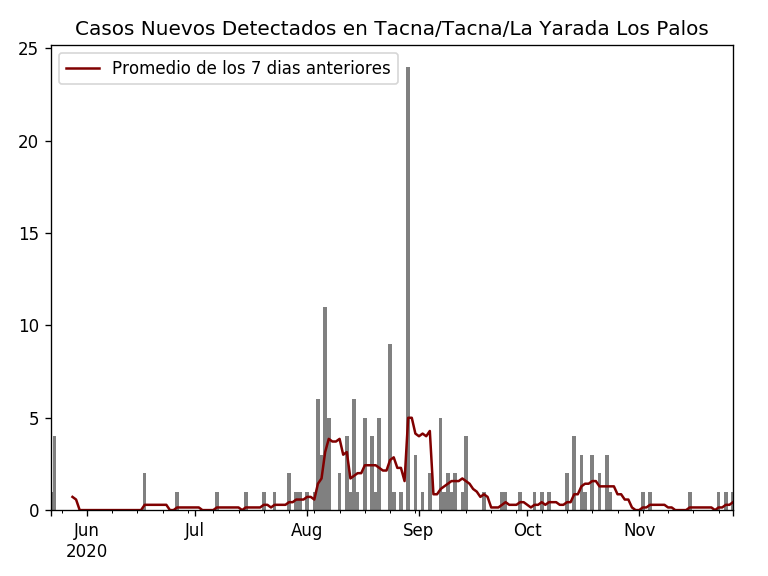 Casos Nuevos Detectados en Tacna/Tacna/La Yarada Los Palos
Promedio de los 7 dias anteriores
25
20
15
10
5
0
Jun Jul Aug Sep Oct Nov
2020